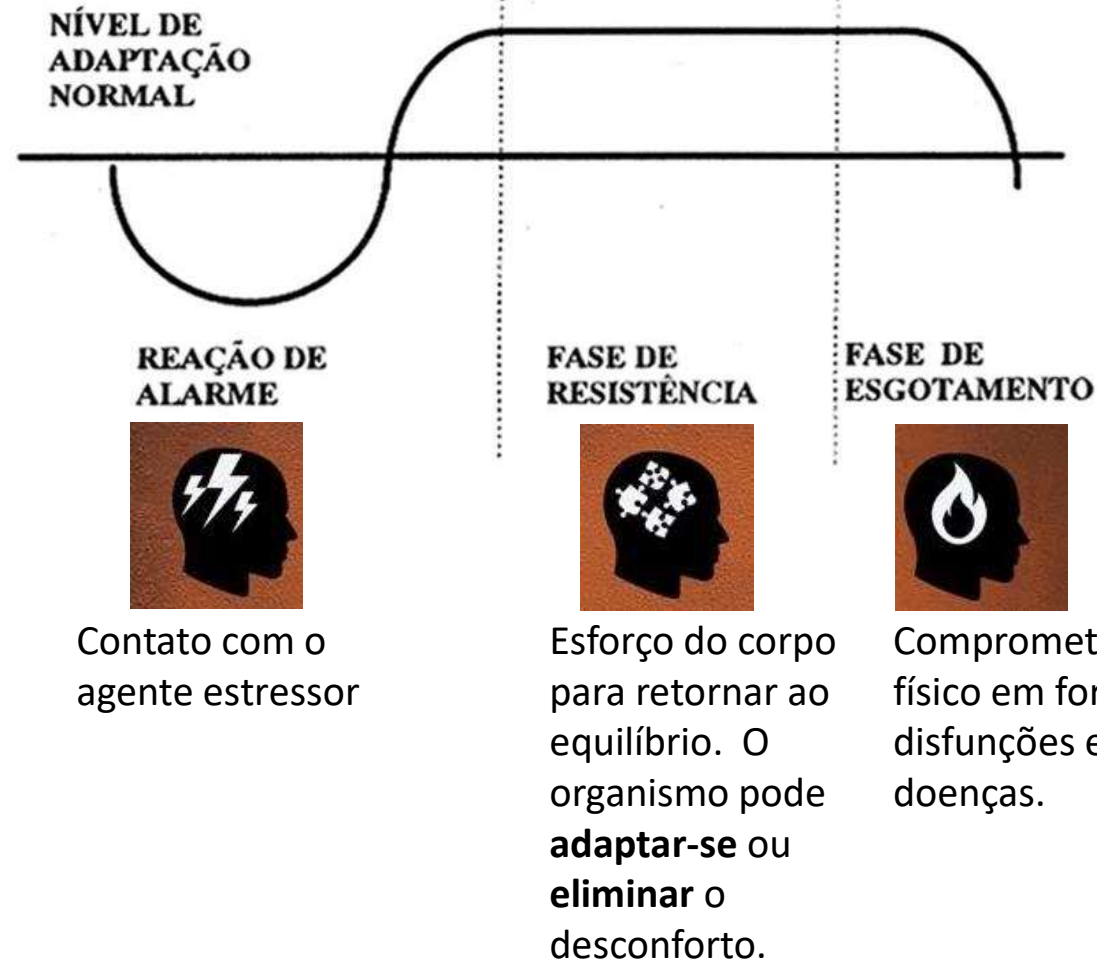 NÍVEL DE
ADAPTAÇÃO
NORMAL
REAÇÃO DE
ALARME
FASE DE
RESISTÊNCIA
FASE DE
ESGOTAMENTO
Contato com o
agente estressor
Esforço do corpo
para retornar ao
equilíbrio. O
organismo pode
adaptar-se ou
eliminar o
desconforto.
físico em
disfunções
doenças.